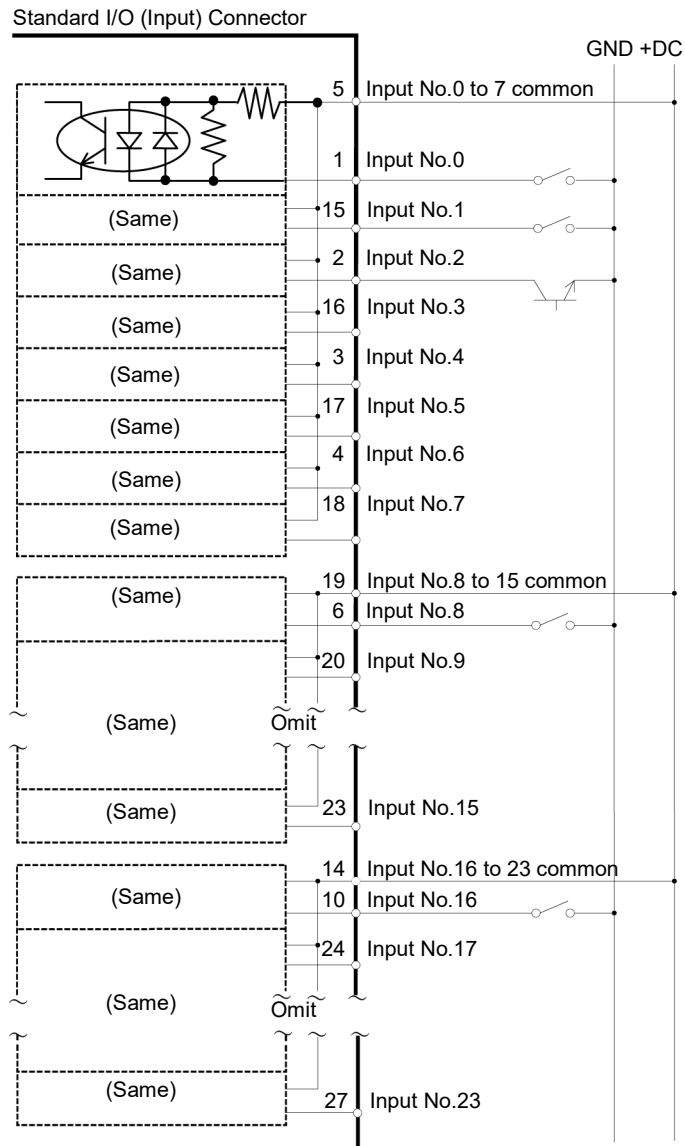 Standard I/O (Input) Connector
GND +DC
5 Input No.0 to 7 common
1 Input No.0
(Same) 15 Input No.1
(Same) 2 Input No.2
(Same) 16 Input No.3
(Same) 3 Input No.4
(Same) 17 Input No.5
(Same) 4 Input No.6
(Same) 18 Input No.7
(Same) 19 Input No.8 to 15 common
6 Input No.8
20 Input No.9
(Same) Omit
(Same) 23 Input No.15
14 Input No.16 to 23 common
(Same) 10 Input No.16
24 Input No.17
(Same) Omit
(Same) 27 Input No.23